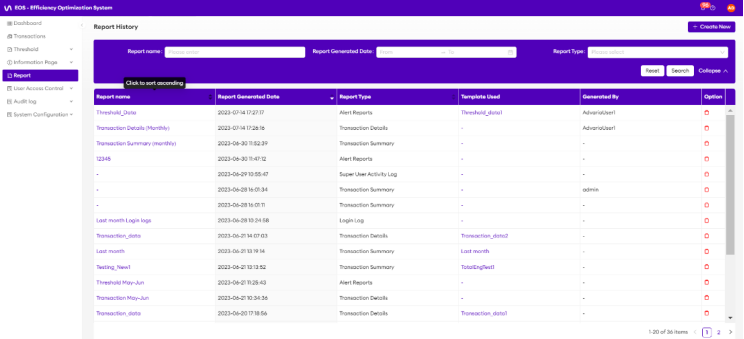 EOS - Efficiency Optimization System
Dashboard
Transactions
Threshold
Information Page
Report
User Access Control
Audit log
System Configuration
Report History
+ Create New
Report name: Please enter
Report Generated Date: From To
Report Type: Please select
Reset Search Collapse
Click to sort ascending
Report name Report Generated Date Report Type Template Used Generated By Option
Threshold_Data 2023-07-14 17:27:17 Alert Reports Threshold_data1 AdvariaUser1
Transaction Details (Monthly) 2023-07-14 17:26:16 Transaction Details - AdvariaUser1
Transaction Summary (monthly) 2023-06-30 11:52:39 Transaction Summary - -
12345 2023-06-30 11:47:12 Alert Reports - -
- 2023-06-29 10:55:47 Super User Activity Log - -
- 2023-06-28 16:01:34 Transaction Summary - admin
- 2023-06-28 16:01:11 Transaction Summary - -
Last month Login logs 2023-06-28 10:24:58 Login Log - -
Transaction_data 2023-06-21 14:07:03 Transaction Details Transaction_data2 -
Last month 2023-06-21 13:19:14 Transaction Summary Last month -
Testing_New1 2023-06-21 13:13:52 Transaction Summary TotalEngTest1 -
Threshold May-Jun 2023-06-21 11:25:43 Alert Reports - -
Transaction May-Jun 2023-06-21 10:34:36 Transaction Details - -
Transaction_data 2023-06-20 17:18:56 Transaction Details Transaction_data1 -
1-20 of 36 items < 1 2 >